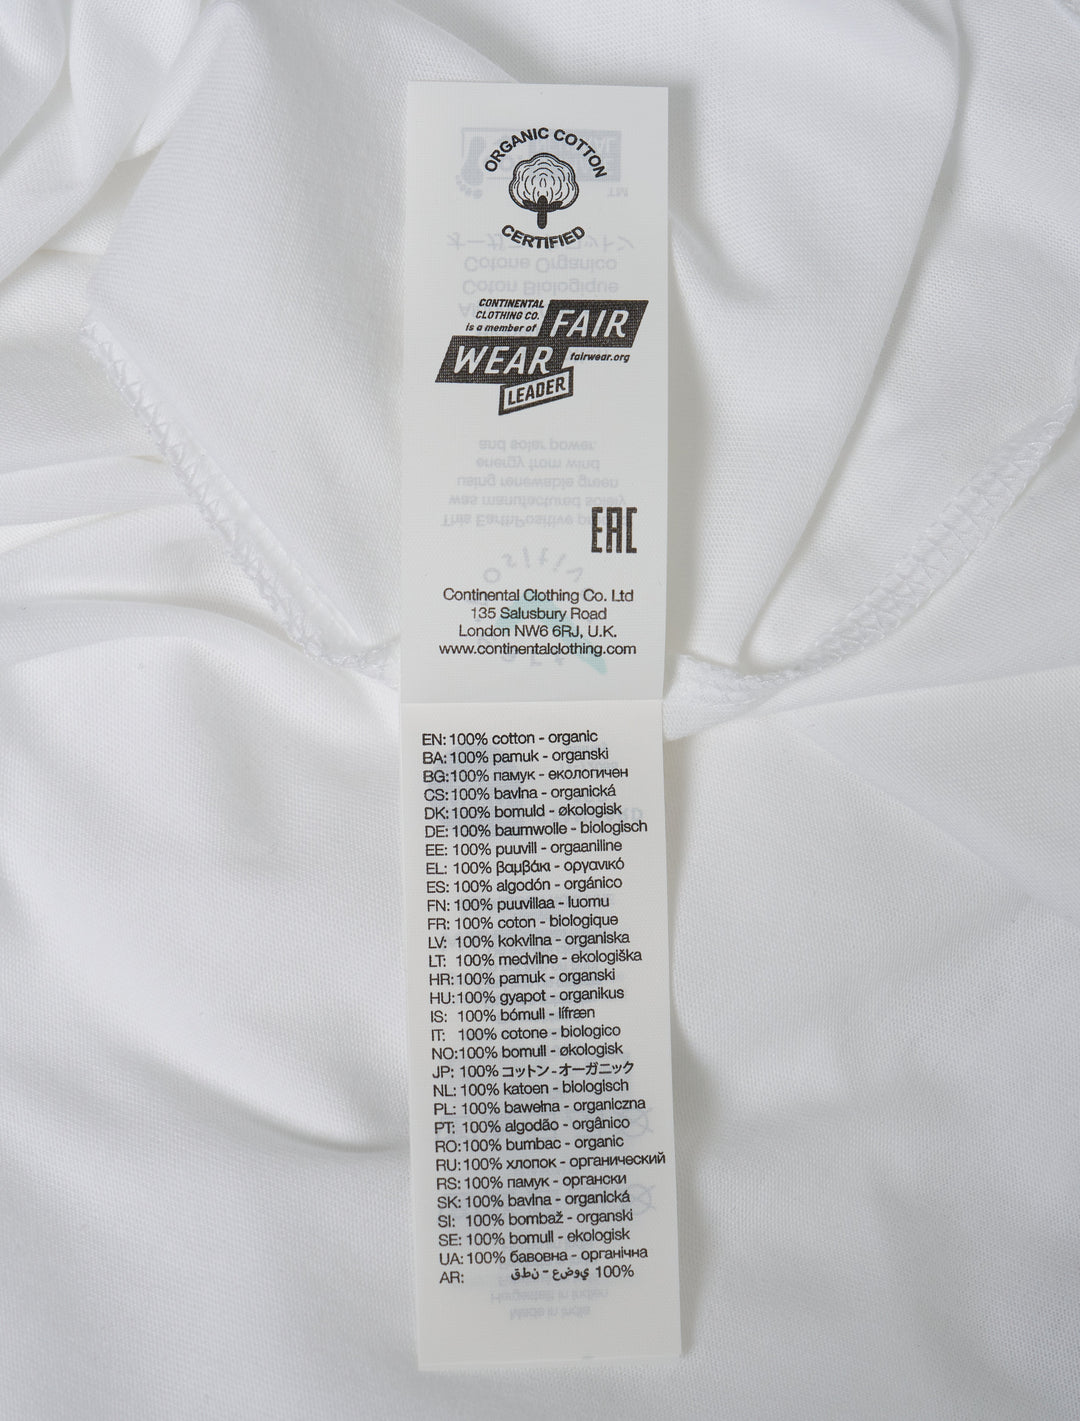 ORGANIC COTTON
CERTIFIED
CONTINENTAL
CLOTHING CO.
is a member of
FAIR
WEAR
fairwear.org
LEADER
EAC
Continental Clothing Co. Ltd
135 Salusbury Road
London NW6 6RJ, U.K.
www.continentalclothing.com
EN: 100% cotton - organic
BA: 100% pamuk - organski
BG: 100% памук - екологичен
CS: 100% bavlna - organická
DK: 100% bomuld - økologisk
DE: 100% baumwolle - biologisch
EE: 100% puuvill - orgaaniline
EL: 100% βαμβάκι - οργανικό
ES: 100% algodón - orgánico
FN: 100% puuvillaa - luomu
FR: 100% coton - biologique
LV: 100% kokvilna - organiska
LT: 100% medvilne - ekologiška
HR: 100% pamuk - organski
HU: 100% gyapot - organikus
IS: 100% bómull - lífræn
IT: 100% cotone - biologico
NO: 100% bomull - økologisk
JP: 100% コットン-オーガニック
NL: 100% katoen - biologisch
PL: 100% bawełna - organiczna
PT: 100% algodão - orgânico
RO: 100% bumbac - organic
RU: 100% хлопок - органический
RS: 100% памук - органски
SK: 100% bavlna - organická
SI: 100% bombaž - organski
SE: 100% bomull - ekologisk
UA: 100% бавовна - органічна
AR: 100% يوضع - نطق